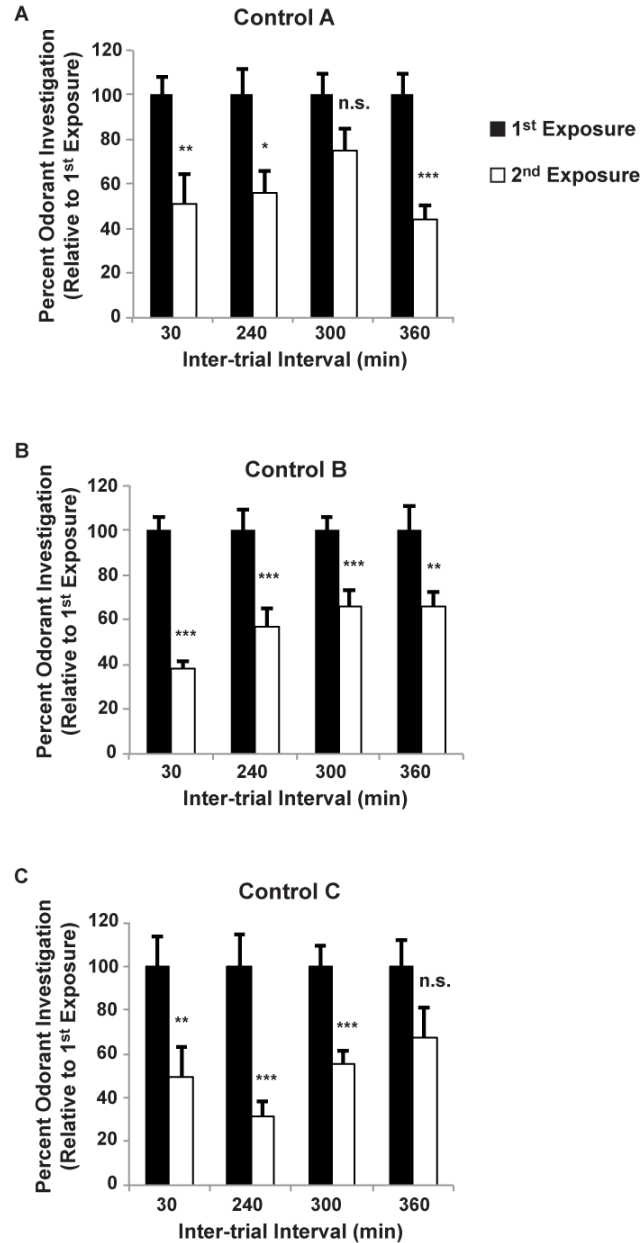 A
Control A
Percent Odorant Investigation
(Relative to 1st Exposure)
120
100
80
60
40
20
0
**
*
n.s.
***
30 240 300 360
Inter-trial Interval (min)
1st Exposure
2nd Exposure
B
Control B
Percent Odorant Investigation
(Relative to 1st Exposure)
120
100
80
60
40
20
0
***
***
***
**
30 240 300 360
Inter-trial Interval (min)
C
Control C
Percent Odorant Investigation
(Relative to 1st Exposure)
120
100
80
60
40
20
0
**
***
***
n.s.
30 240 300 360
Inter-trial Interval (min)